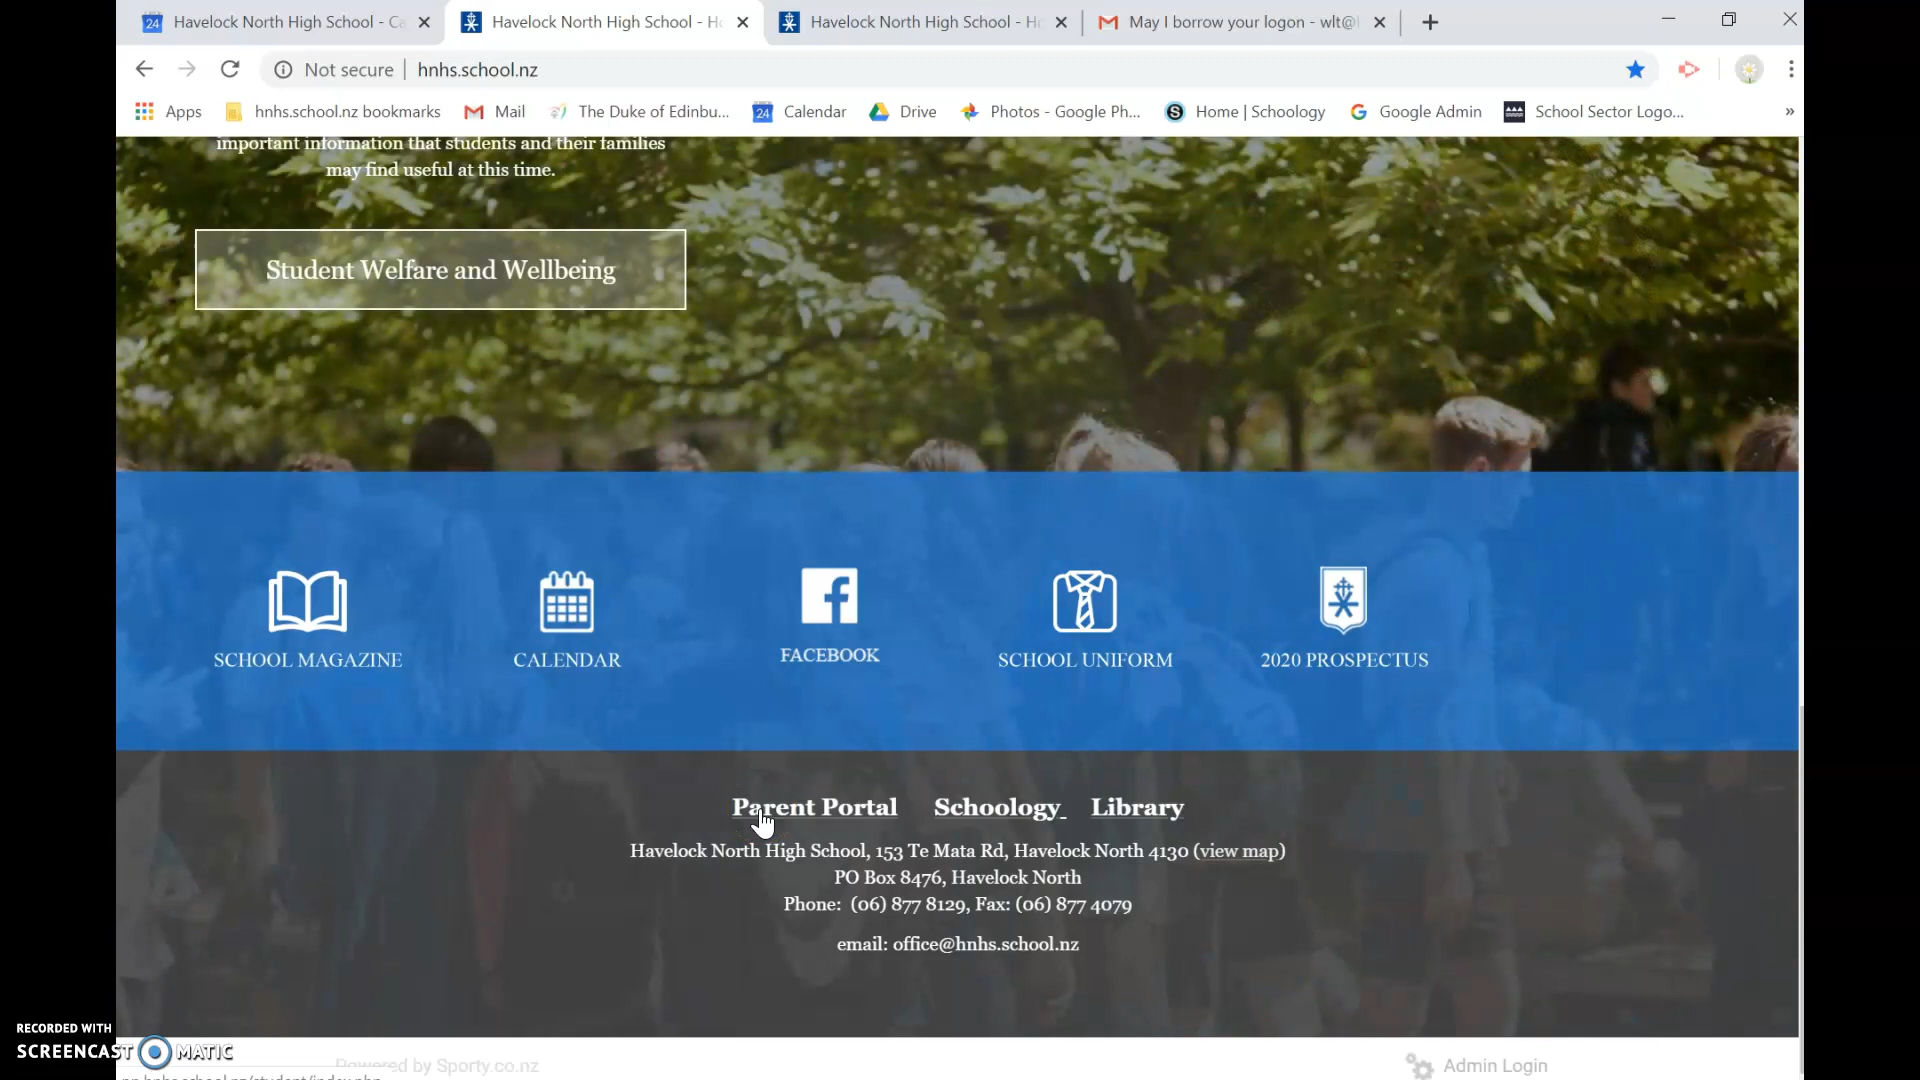 Havelock North High School - Ca
Havelock North High School - Ho
Havelock North High School - Ho
May I borrow your logon - wlt@
Not secure
hnhs.school.nz
Apps
hnhs.school.nz bookmarks
Mail
The Duke of Edinbu...
24
Calendar
Drive
Photos - Google Ph...
Home | Schoology
Google Admin
School Sector Logo...
important information that students and their families
may find useful at this time.
Student Welfare and Wellbeing
SCHOOL MAGAZINE
CALENDAR
FACEBOOK
SCHOOL UNIFORM
2020 PROSPECTUS
Parent Portal Schoology Library
Havelock North High School, 153 Te Mata Rd, Havelock North 4130 (view map)
PO Box 8476, Havelock North
Phone: (06) 877 8129, Fax: (06) 877 4079
email: office@hnhs.school.nz
RECORDED WITH
SCREENCAST MATIC
Powered by Sporty.co.nz
Admin Login